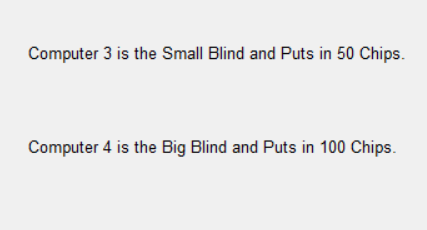 Computer 3 is the Small Blind and Puts in 50 Chips.
Computer 4 is the Big Blind and Puts in 100 Chips.